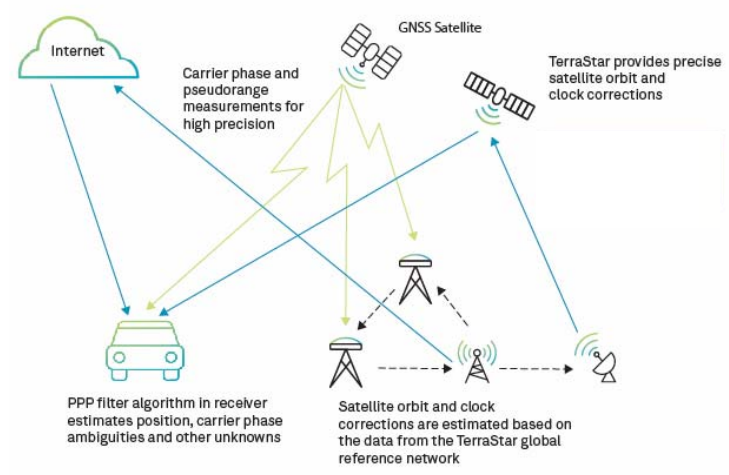 Internet
GNSS Satellite
Carrier phase and
pseudorange
measurements for
high precision
TerraStar provides precise
satellite orbit and
clock corrections
PPP filter algorithm in receiver
estimates position, carrier phase
ambiguities and other unknowns
Satellite orbit and clock
corrections are estimated based on
the data from the TerraStar global
reference network